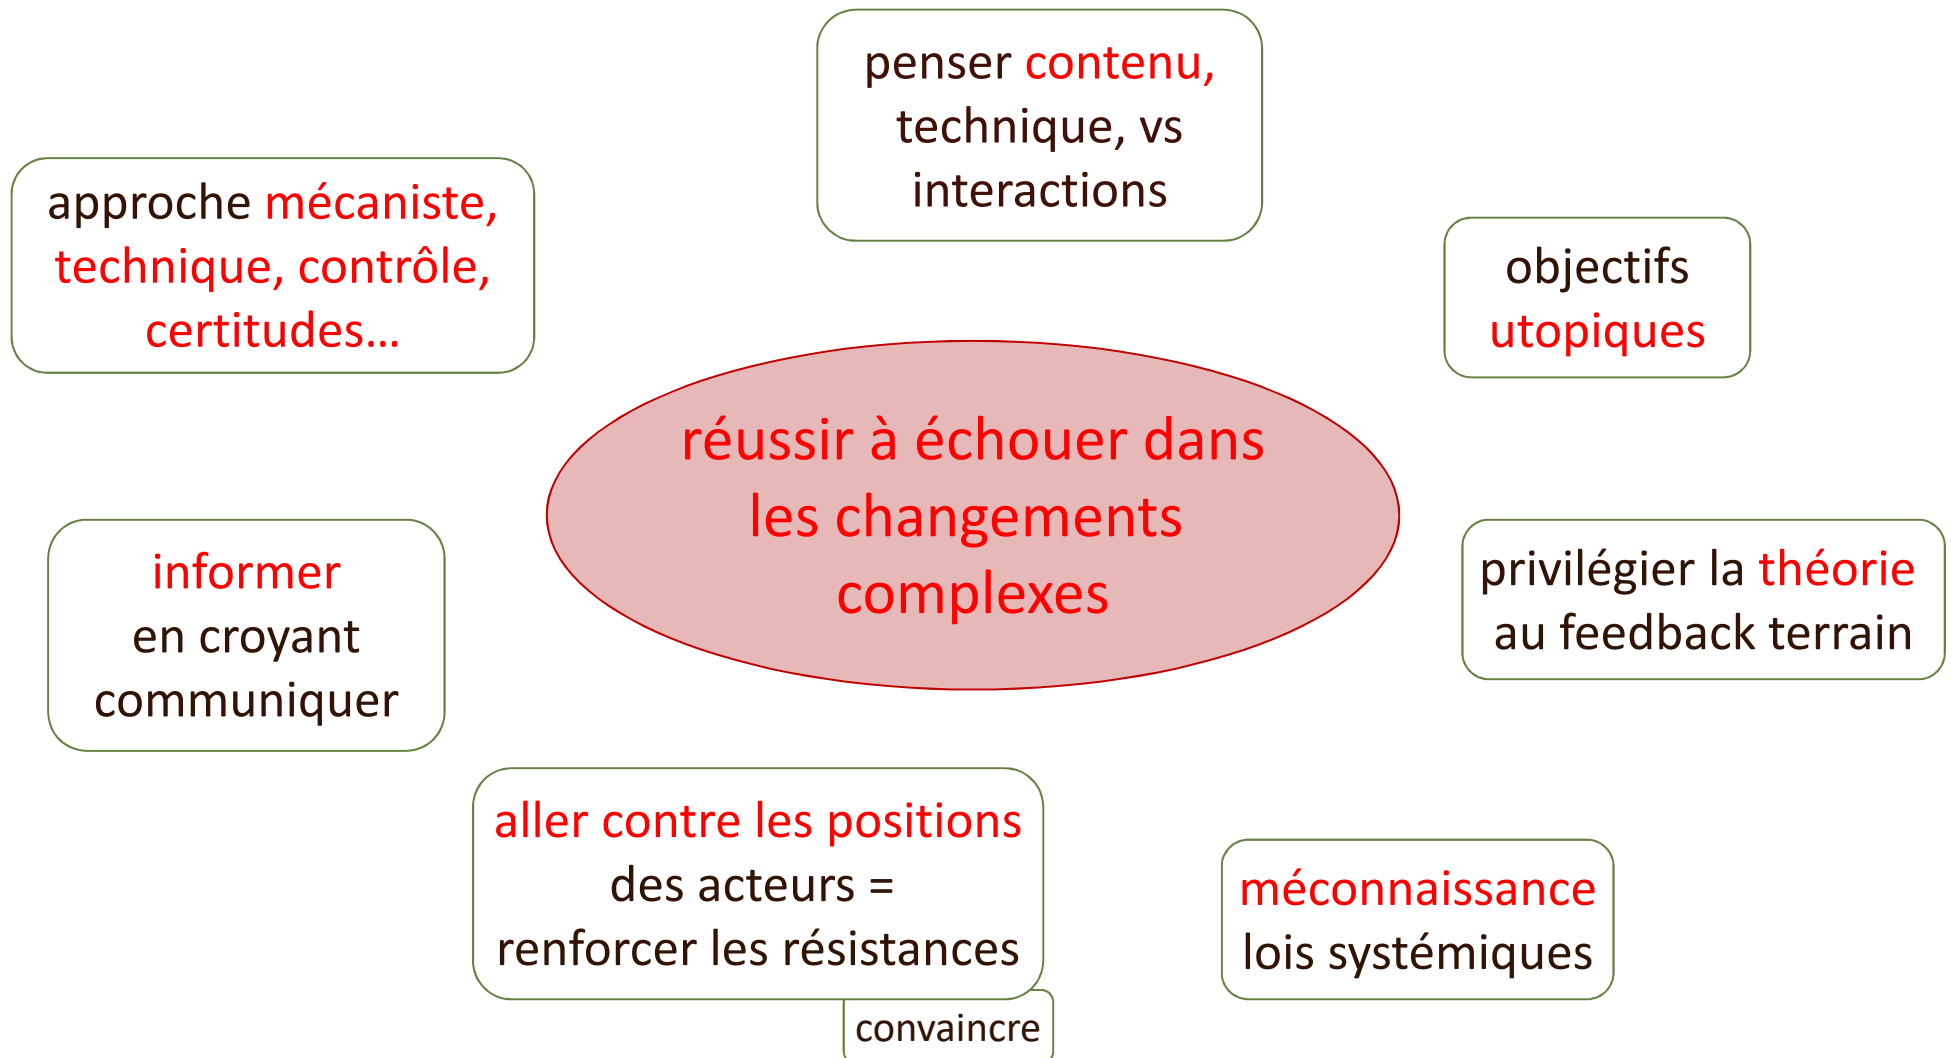 penser contenu,
technique, vs
interactions
approche mécaniste,
technique, contrôle,
certitudes...
objectifs
utopiques
réussir à échouer dans
les changements
complexes
informer
en croyant
communiquer
privilégier la théorie
au feedback terrain
aller contre les positions
des acteurs =
renforcer les résistances
convaincre
méconnaissance
lois systémiques